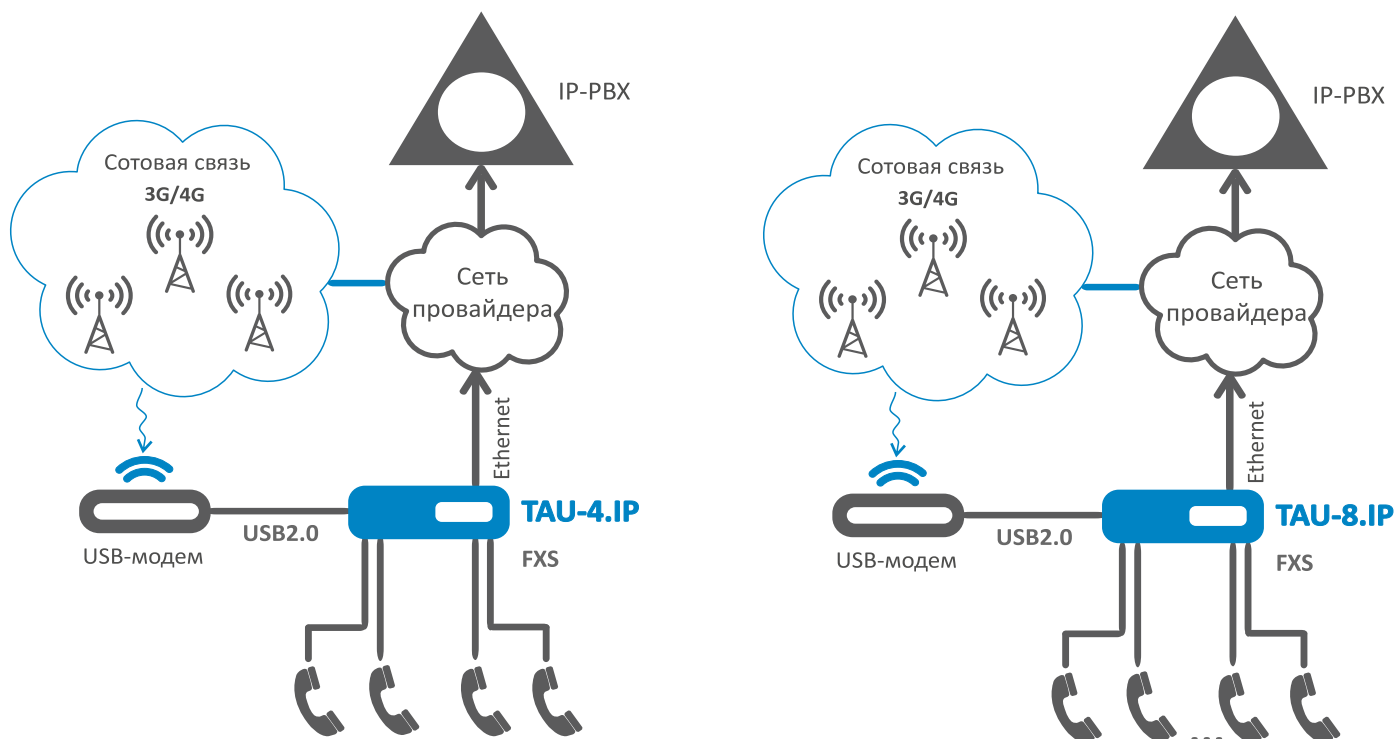 IP-PBX
Сотовая связь
3G/4G
Сеть
провайдера
Ethernet
TAU-4.IP
USB2.0
USB-модем
FXS
IP-PBX
Сотовая связь
3G/4G
Сеть
провайдера
Ethernet
TAU-8.IP
USB2.0
USB-модем
FXS
...